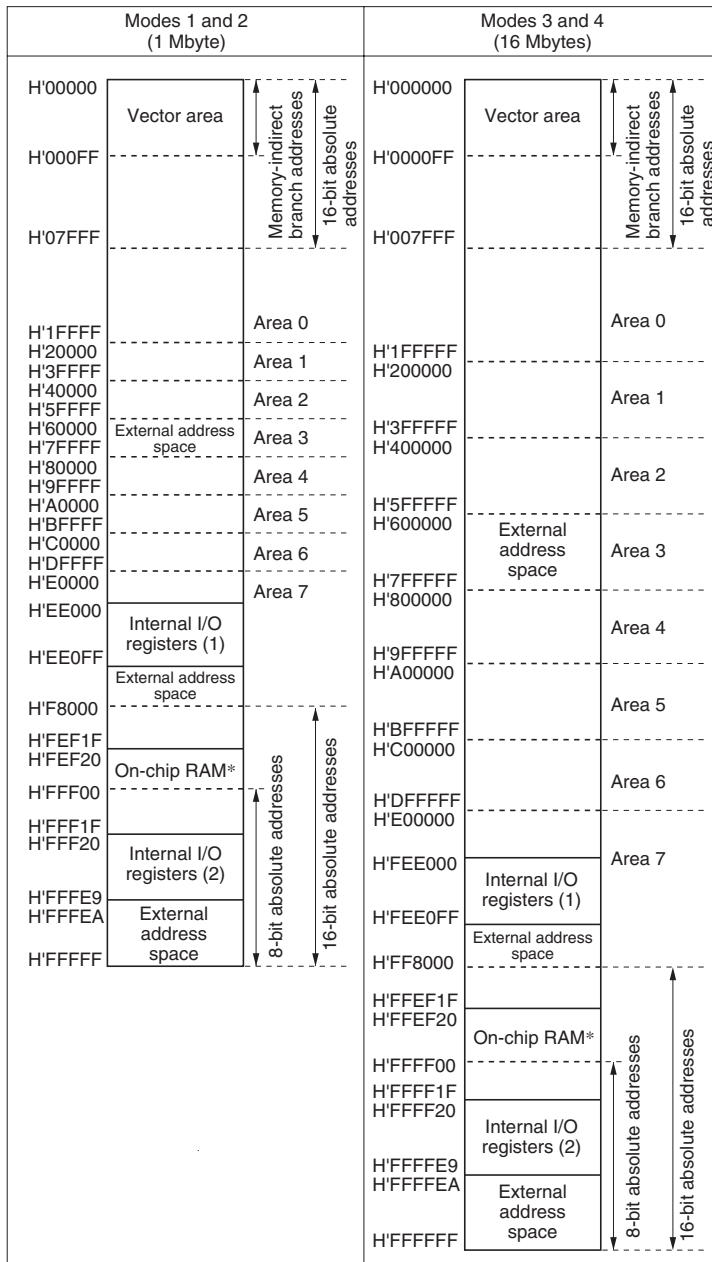 Modes 1 and 2
(1 Mbyte)
H'00000
Vector area
H'000FF
H'07FFF
Memory-indirect
branch addresses
16-bit absolute
addresses
H'1FFFF
Area 0
H'20000
H'3FFFF
Area 1
H'40000
H'5FFFF
Area 2
H'60000
H'7FFFF
External address
space
Area 3
H'80000
H'9FFFF
Area 4
H'A0000
H'BFFFF
Area 5
H'C0000
H'DFFFF
Area 6
H'E0000
Area 7
H'EE000
Internal I/O
registers (1)
H'EE0FF
External address
space
H'F8000
H'FEF1F
H'FEF20
On-chip RAM*
H'FFF00
H'FFF1F
H'FFF20
Internal I/O
registers (2)
H'FFFE9
H'FFFEA
External
address
space
H'FFFFF
8-bit absolute addresses
16-bit absolute addresses
Modes 3 and 4
(16 Mbytes)
H'000000
Vector area
H'0000FF
H'007FFF
Memory-indirect
branch addresses
16-bit absolute
addresses
Area 0
H'1FFFFF
H'200000
Area 1
H'3FFFFF
H'400000
Area 2
H'5FFFFF
H'600000
External
address
space
Area 3
H'7FFFFF
H'800000
Area 4
H'9FFFFF
H'A00000
Area 5
H'BFFFFF
H'C00000
Area 6
H'DFFFFF
H'E00000
Area 7
H'FEE000
Internal I/O
registers (1)
H'FEE0FF
External address
space
H'FF8000
H'FFEF1F
H'FFEF20
On-chip RAM*
H'FFFF00
H'FFFF1F
H'FFFF20
Internal I/O
registers (2)
H'FFFFE9
H'FFFFEA
External
address
space
H'FFFFFF
8-bit absolute addresses
16-bit absolute addresses